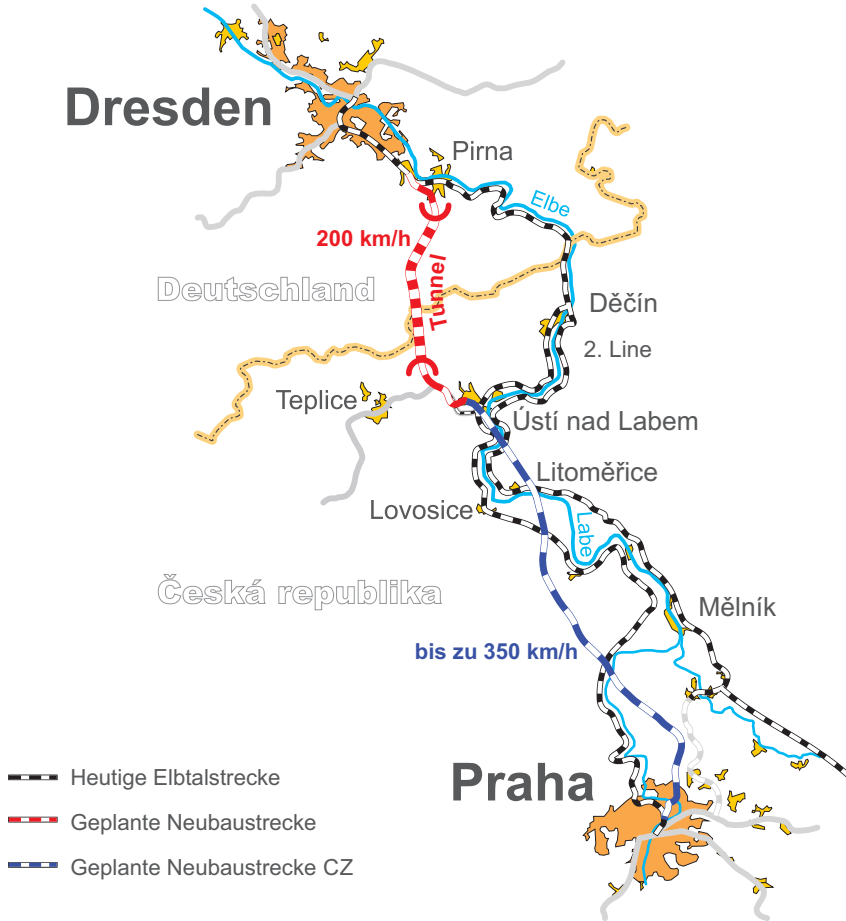 Dresden
Pirna
Elbe
200 km/h
Deutschland
Tunnel
Děčín
2. Line
Teplice
Ústí nad Labem
Litoměřice
Lovosice
Labe
Česká republika
Mělník
bis zu 350 km/h
Praha
Heutige Elbtalstrecke
Geplante Neubaustrecke
Geplante Neubaustrecke CZ